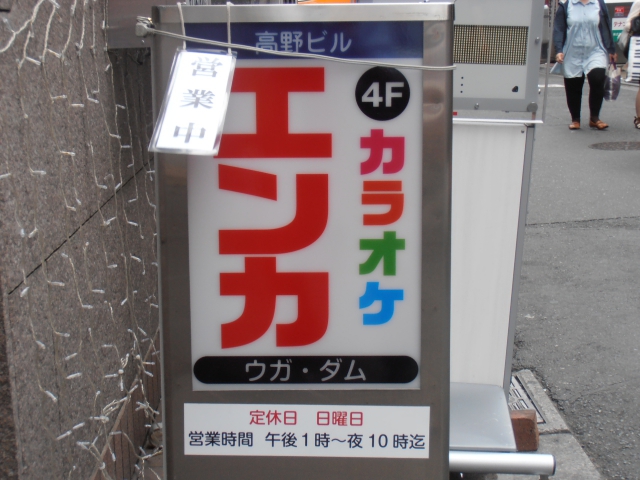 高野ビル
営業中
4F
カラオケ
エンカ
ウガ・ダム
定休日 日曜日
営業時間 午後1時〜夜10時迄